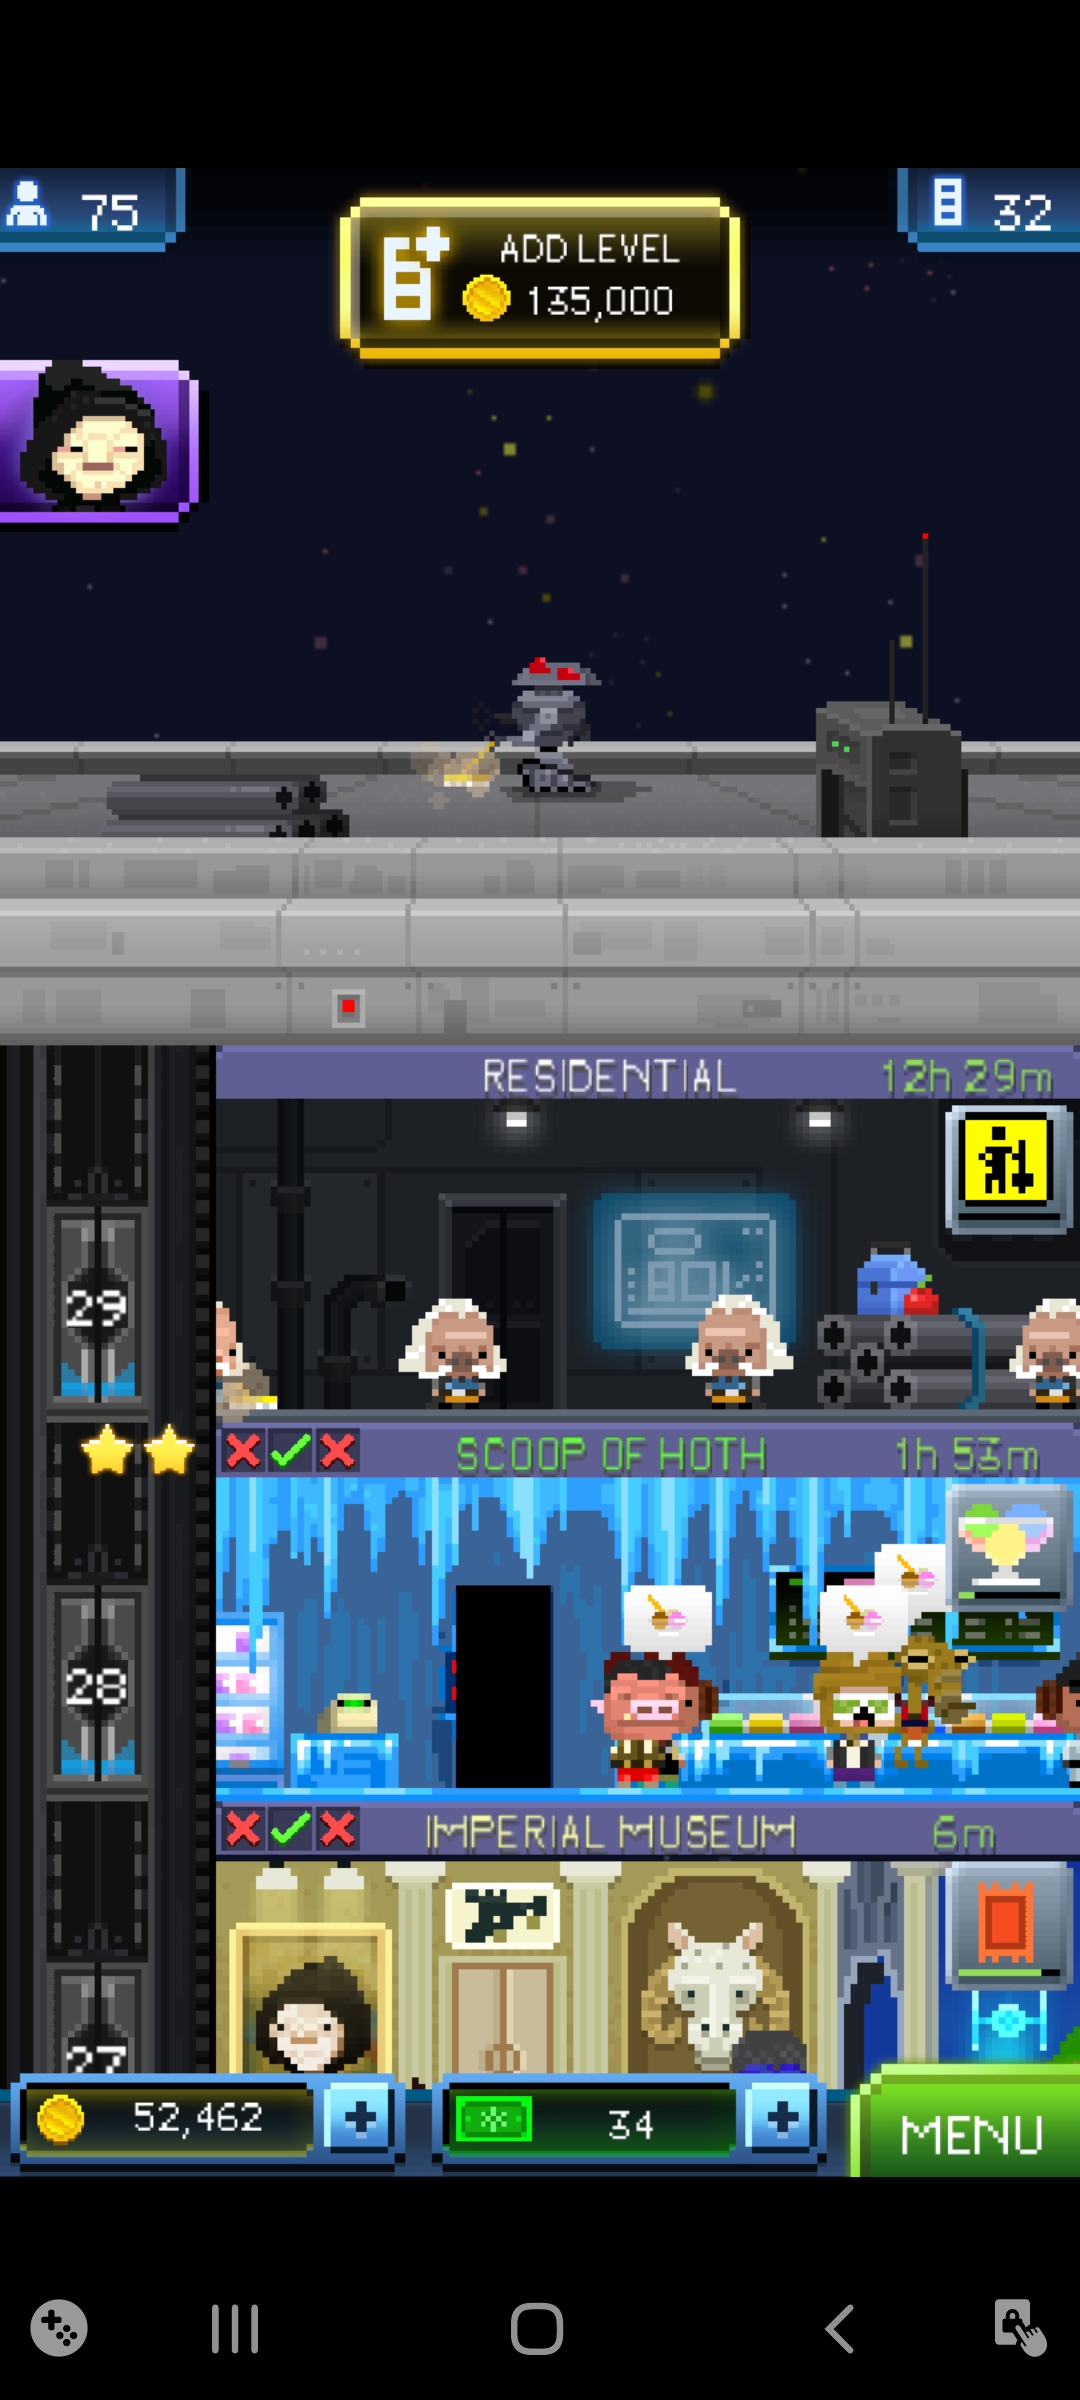 75
ADD LEVEL
135,000
32
RESIDENTIAL 12h 29m
29
SCOOP OF HOTH 1h 53m
28
IMPERIAL MUSEUM 6m
27
52,462
34
MENU